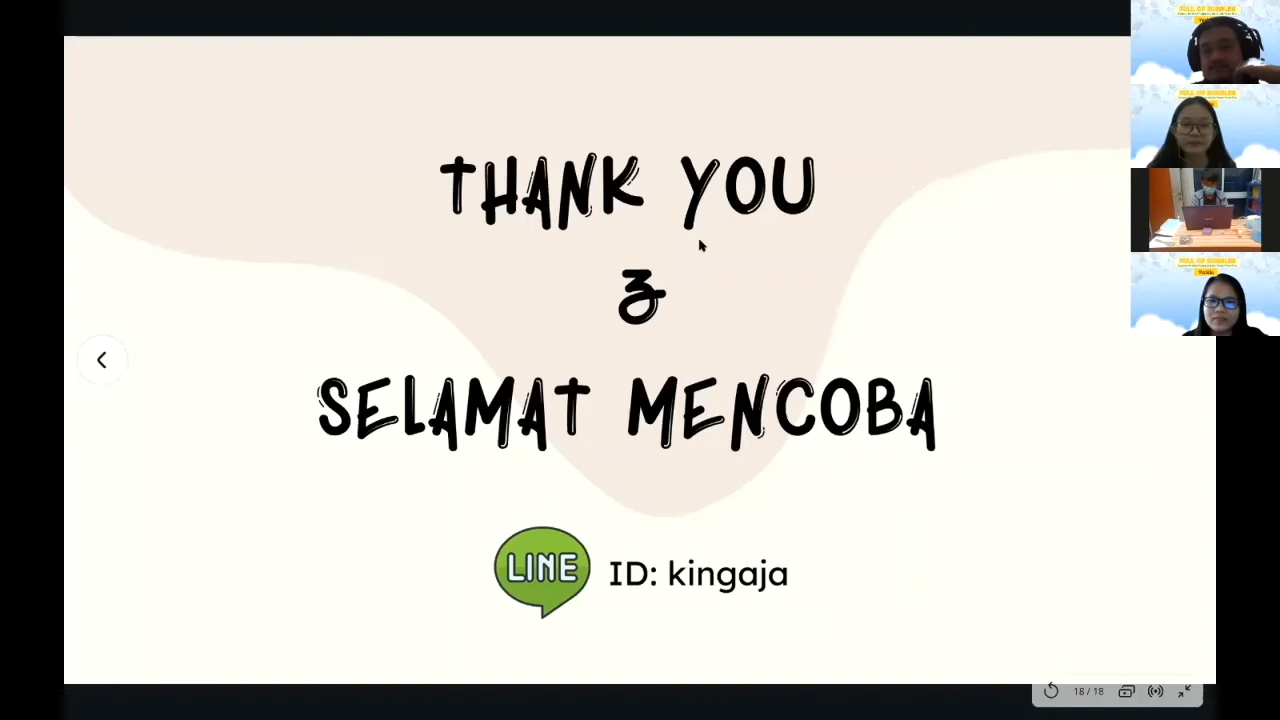 THANK YOU
&
SELAMAT MENCOBA
LINE ID: kingaja
18 / 18